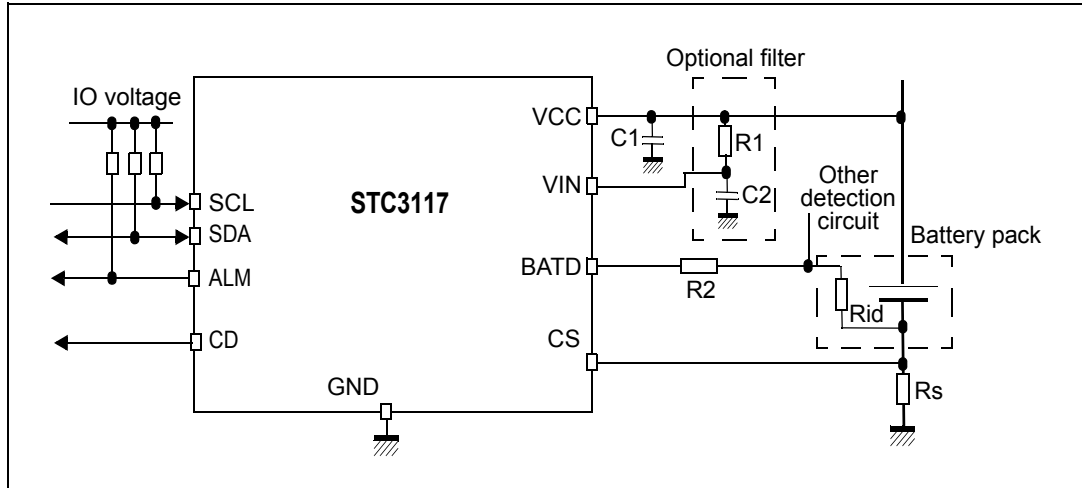 Optional filter
IO voltage
VCC
C1
R1
VIN
C2
STC3117
Other
detection
circuit
SCL
SDA
ALM
CD
BATD
R2
Battery pack
Rid
CS
GND
Rs